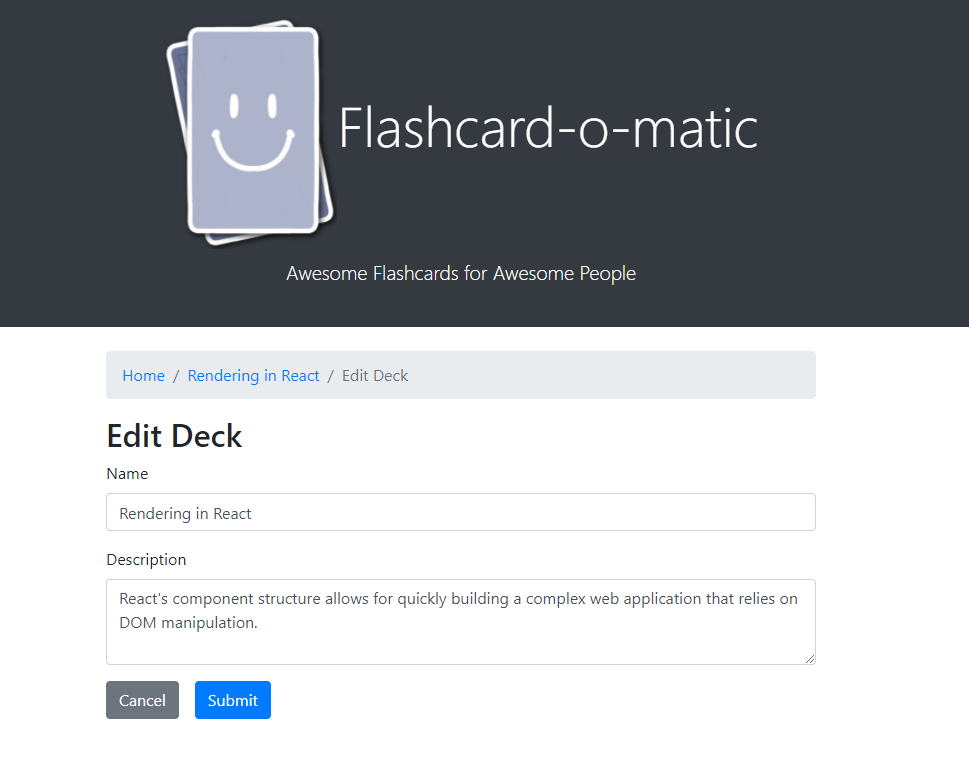 Flashcard-o-matic
Awesome Flashcards for Awesome People
Home / Rendering in React / Edit Deck
Edit Deck
Name
Rendering in React
Description
React's component structure allows for quickly building a complex web application that relies on
DOM manipulation.
Cancel Submit